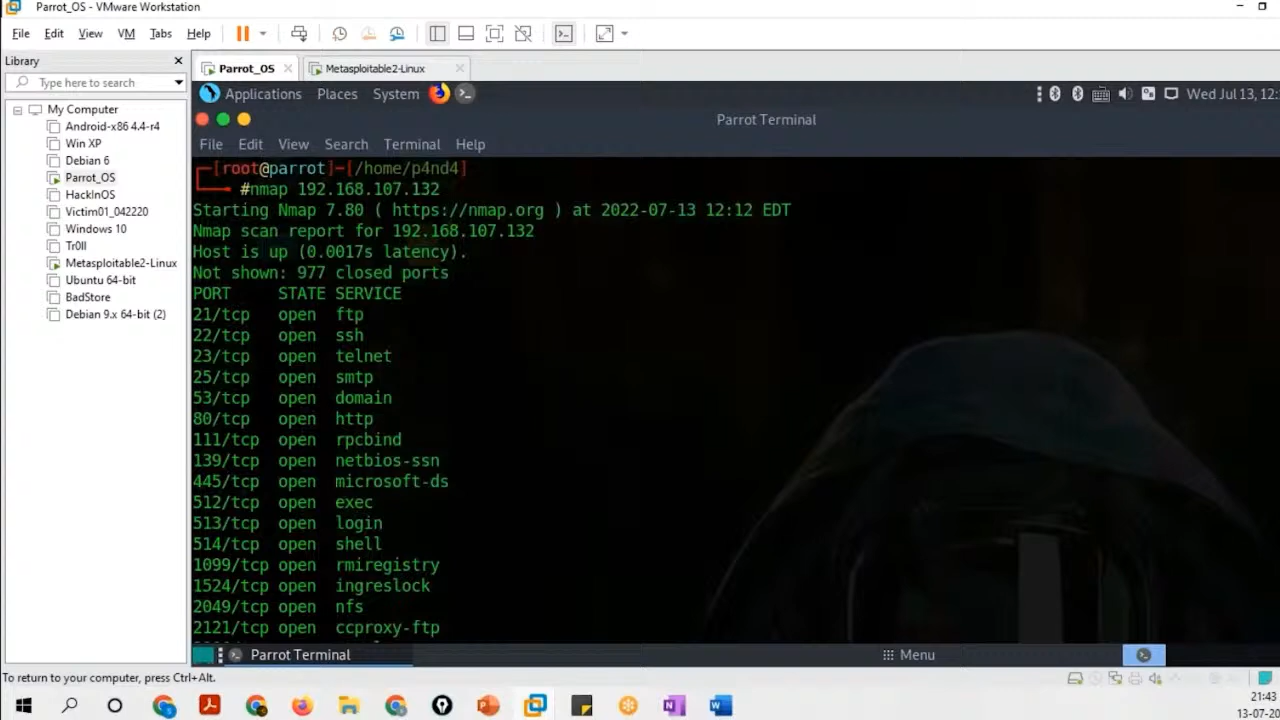 Parrot_OS - VMware Workstation
File Edit View VM Tabs Help
Library
Type here to search
My Computer
Android-x86 4.4-r4
Win XP
Debian 6
Parrot_OS
HackInOS
Victim01_042220
Windows 10
Tr0ll
Metasploitable2-Linux
Ubuntu 64-bit
BadStore
Debian 9.x 64-bit (2)
Parrot_OS Metasploitable2-Linux
Applications Places System Wed Jul 13, 12:
Parrot Terminal
File Edit View Search Terminal Help
[root@parrot]─[/home/p4nd4]
#nmap 192.168.107.132
Starting Nmap 7.80 ( https://nmap.org ) at 2022-07-13 12:12 EDT
Nmap scan report for 192.168.107.132
Host is up (0.0017s latency).
Not shown: 977 closed ports
PORT STATE SERVICE
21/tcp open ftp
22/tcp open ssh
23/tcp open telnet
25/tcp open smtp
53/tcp open domain
80/tcp open http
111/tcp open rpcbind
139/tcp open netbios-ssn
445/tcp open microsoft-ds
512/tcp open exec
513/tcp open login
514/tcp open shell
1099/tcp open rmiregistry
1524/tcp open ingreslock
2049/tcp open nfs
2121/tcp open ccproxy-ftp
Parrot Terminal Menu
To return to your computer, press Ctrl+Alt.
21:43
13-07-20